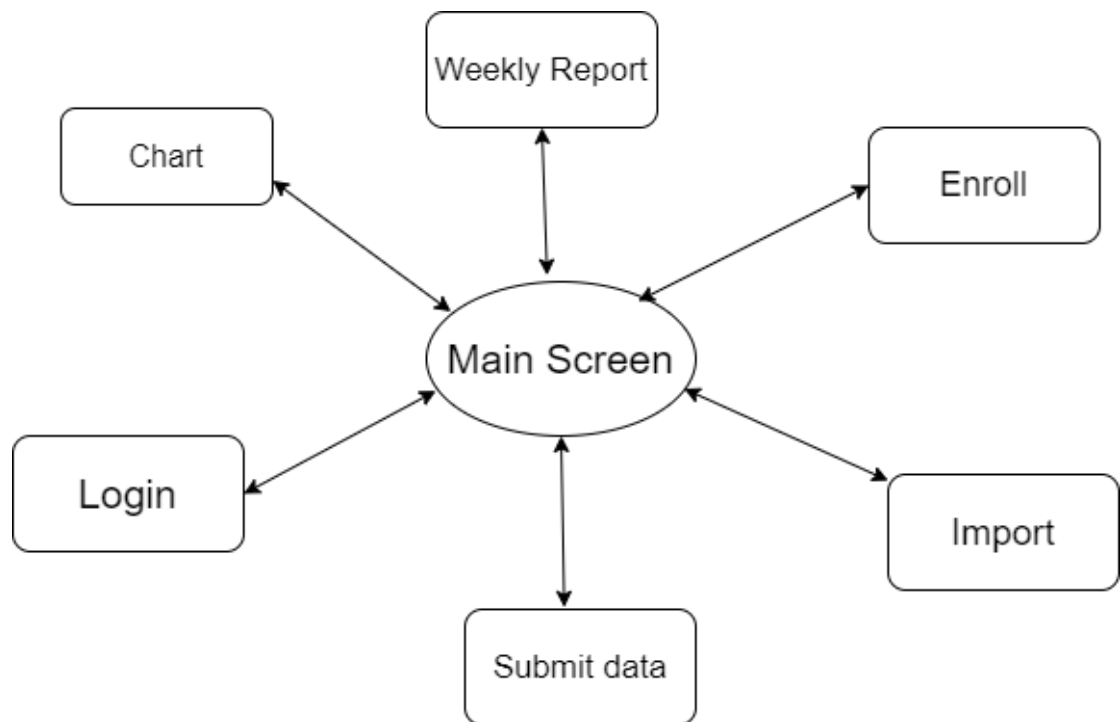 Weekly Report
Chart
Enroll
Main Screen
Login
Import
Submit data